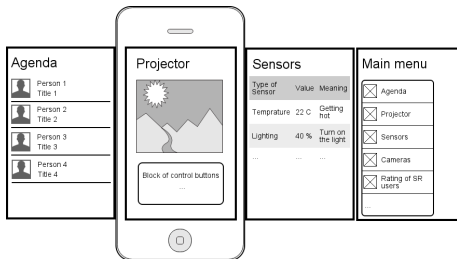 Agenda
Person 1
Title 1
Person 2
Title 2
Person 3
Title 3
Person 4
Title 4
Projector
Block of control buttons
...
Sensors
Type of Sensor Value Meaning
Temprature 22 C Getting hot
Lighting 40 % Turn on the light
...
Main menu
Agenda
Projector
Sensors
Cameras
Rating of SR
users
...